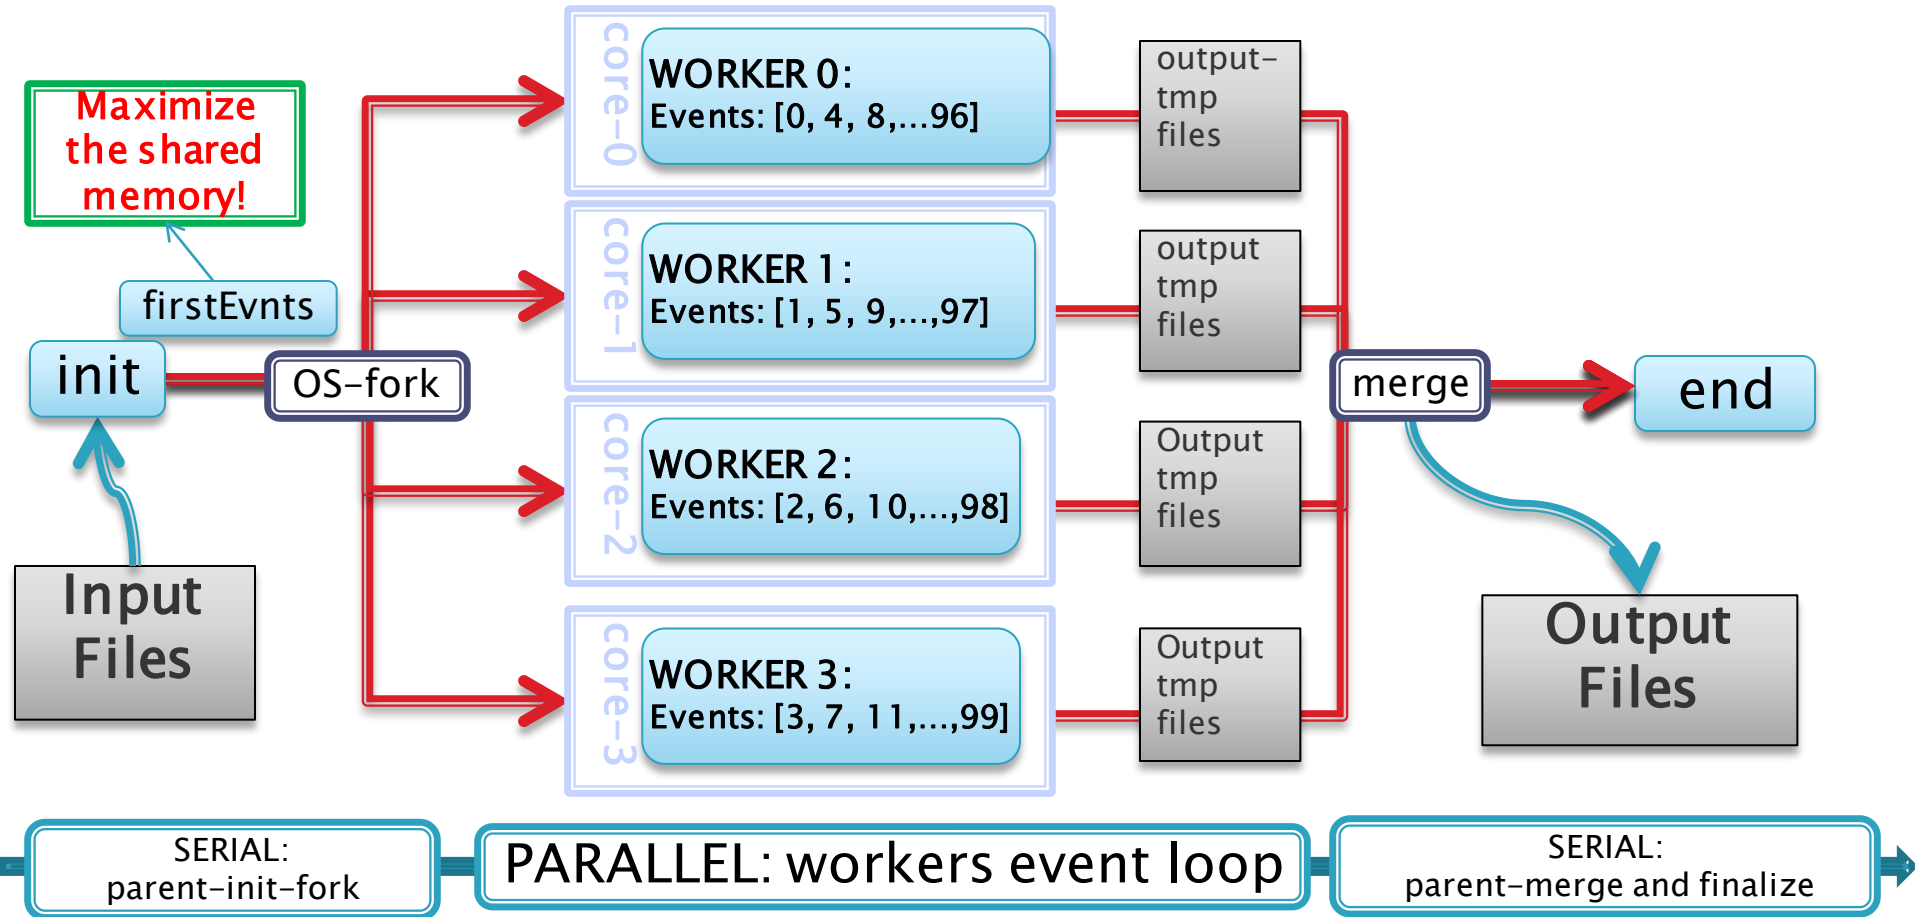 Maximize
the shared
memory!
firstEvnts
init
OS-fork
Input
Files
core-0
WORKER 0:
Events: [0, 4, 8,...96]
core-1
WORKER 1:
Events: [1, 5, 9,...,97]
core-2
WORKER 2:
Events: [2, 6, 10,...,98]
core-3
WORKER 3:
Events: [3, 7, 11,...,99]
output-
tmp
files
output
tmp
files
Output
tmp
files
Output
tmp
files
merge
end
Output
Files
SERIAL:
parent-init-fork
PARALLEL: workers event loop
SERIAL:
parent-merge and finalize